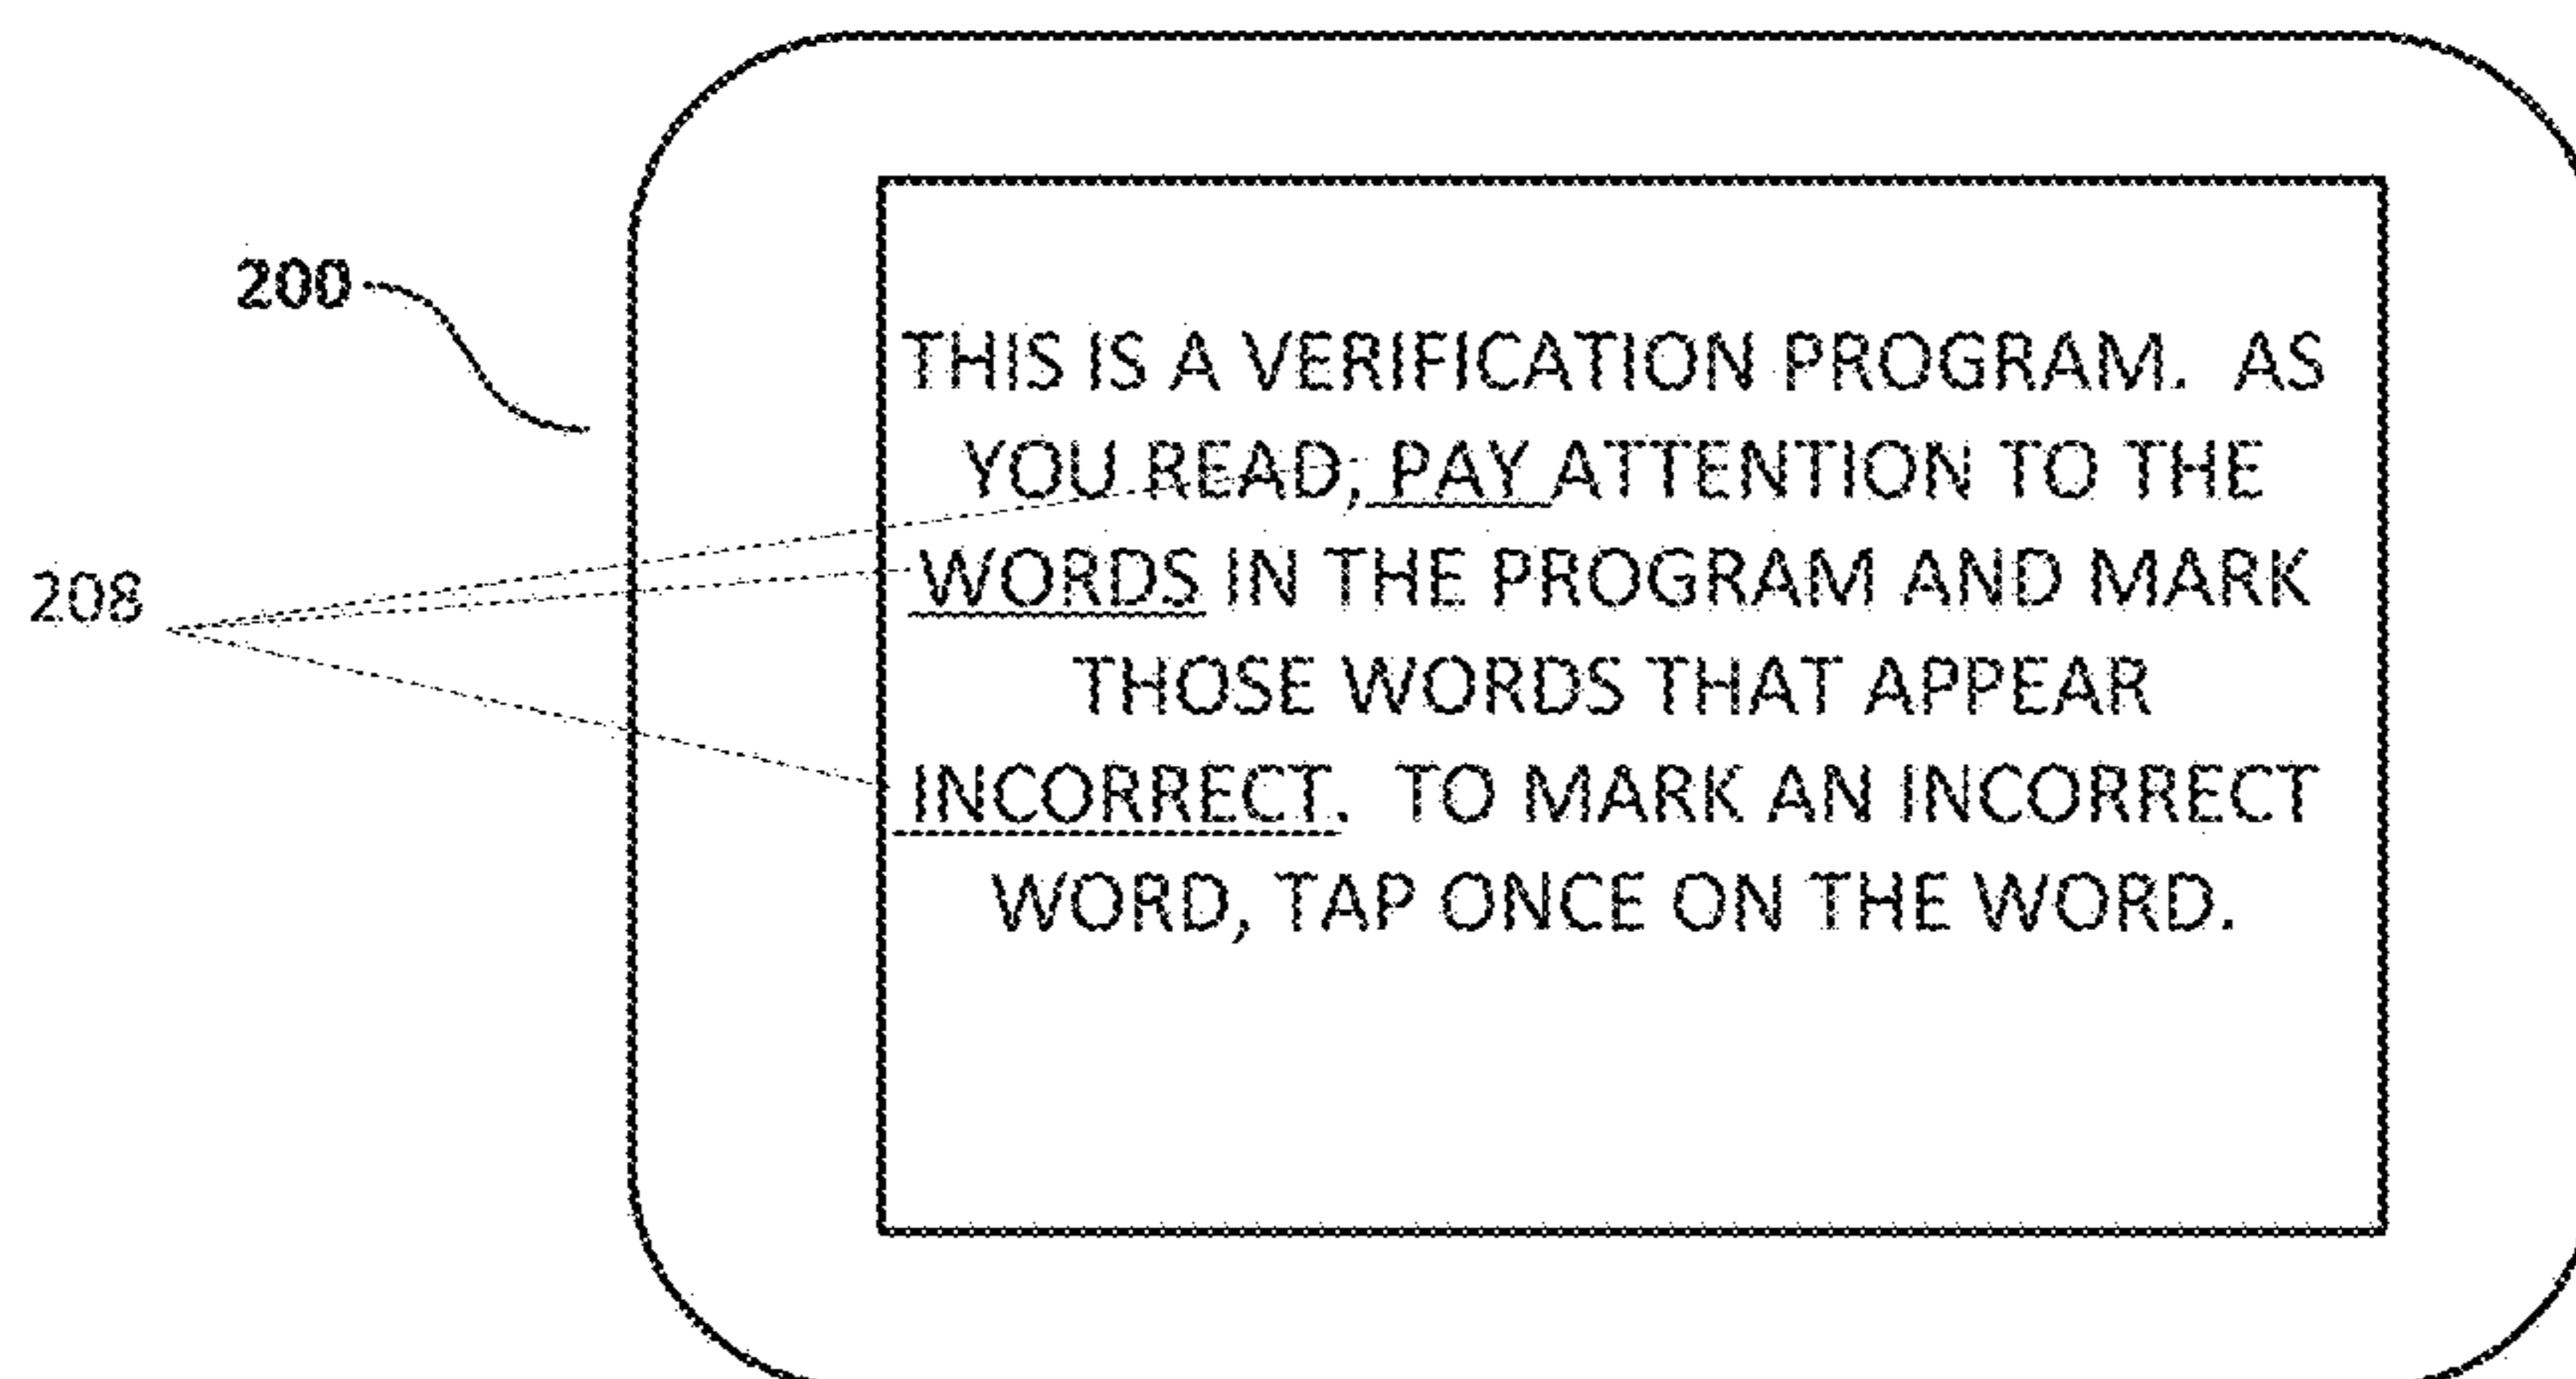 200
THIS IS A VERIFICATION PROGRAM. AS
YOU READ, PAY ATTENTION TO THE
WORDS IN THE PROGRAM AND MARK
208
THOSE WORDS THAT APPEAR
INCORRECT. TO MARK AN INCORRECT
WORD, TAP ONCE ON THE WORD.